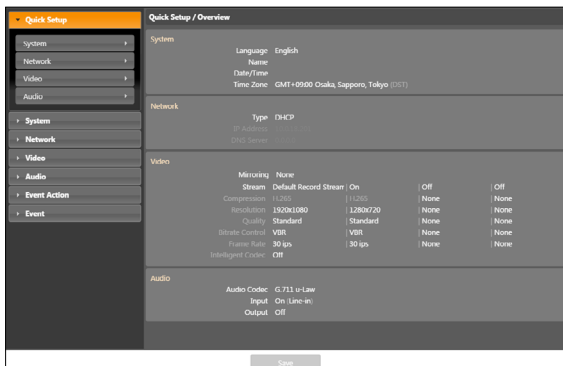 Quick Setup
System
Network
Video
Audio
System
Network
Video
Audio
Event Action
Event
Quick Setup / Overview
System
Language English
Name
Date/Time
Time Zone GMT+09:00 Osaka, Sapporo, Tokyo (DST)
Network
Type DHCP
IP Address
DNS Server
Video
Mirroring None
Stream Default Record Stream | On | Off | Off
Compression H.265 | H.265 | None | None
Resolution 1920x1080 | 1280x720 | None | None
Quality Standard | Standard | None | None
Bitrate Control VBR | VBR | None | None
Frame Rate 30 ips | 30 ips | None | None
Intelligent Codec Off
Audio
Audio Codec G.711 u-Law
Input On (Line-in)
Output Off
Save